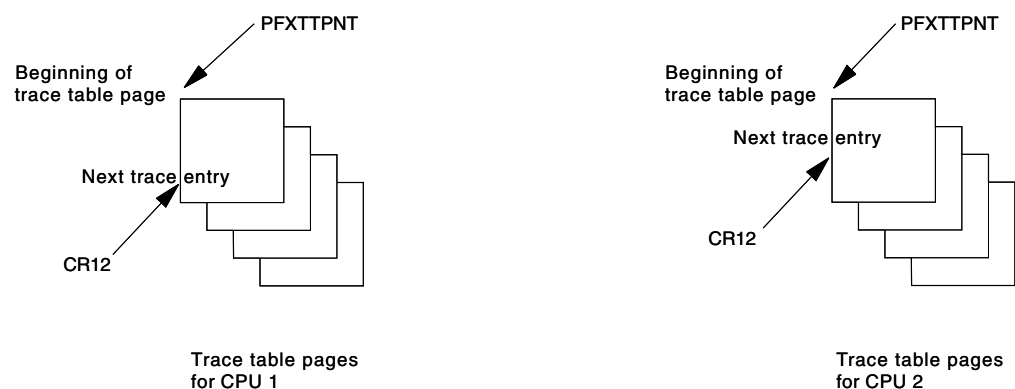 PFXTTPNT
Beginning of
trace table page
Next trace entry
CR12
Trace table pages
for CPU 1
PFXTTPNT
Beginning of
trace table page
Next trace entry
CR12
Trace table pages
for CPU 2